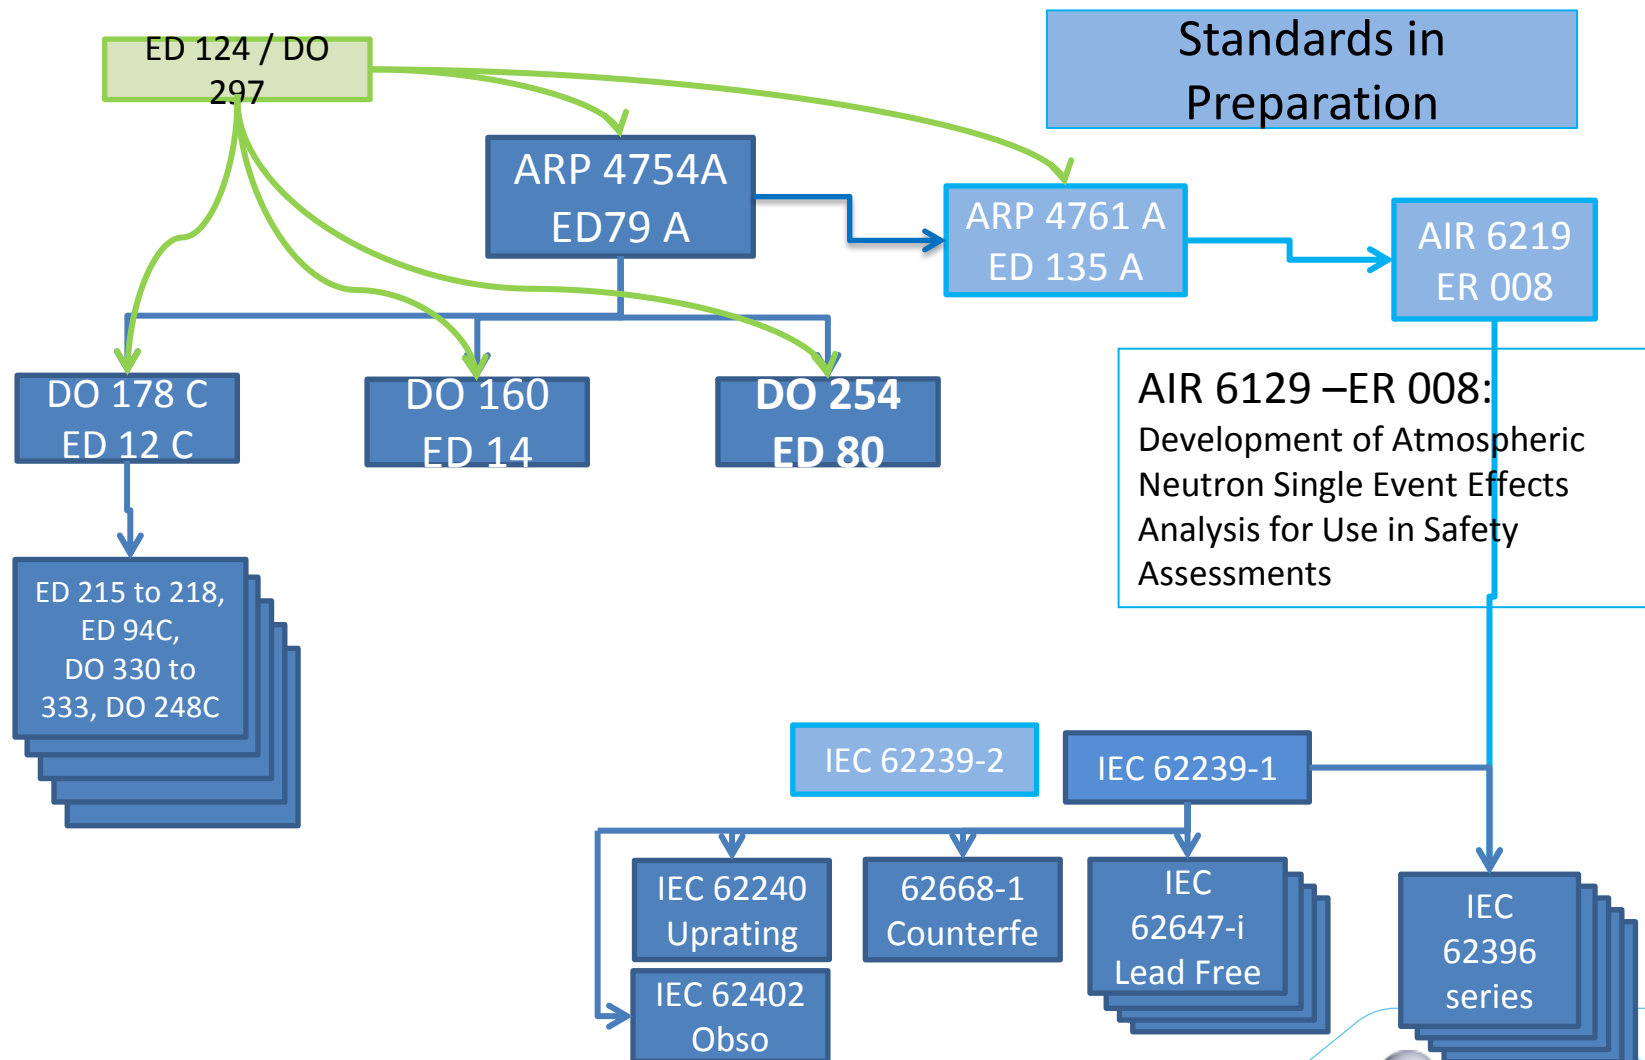 ED 124 / DO
297
Standards in
Preparation
ARP 4754A
ED79 A
ARP 4761 A
ED 135 A
AIR 6219
ER 008
DO 178 C
ED 12 C
DO 160
ED 14
DO 254
ED 80
AIR 6129 –ER 008:
Development of Atmospheric
Neutron Single Event Effects
Analysis for Use in Safety
Assessments
ED 215 to 218,
ED 94C,
DO 330 to
333, DO 248C
IEC 62239-2
IEC 62239-1
IEC 62240
Uprating
62668-1
Counterfe
IEC
62647-i
Lead Free
IEC
62396
series
IEC 62402
Obso